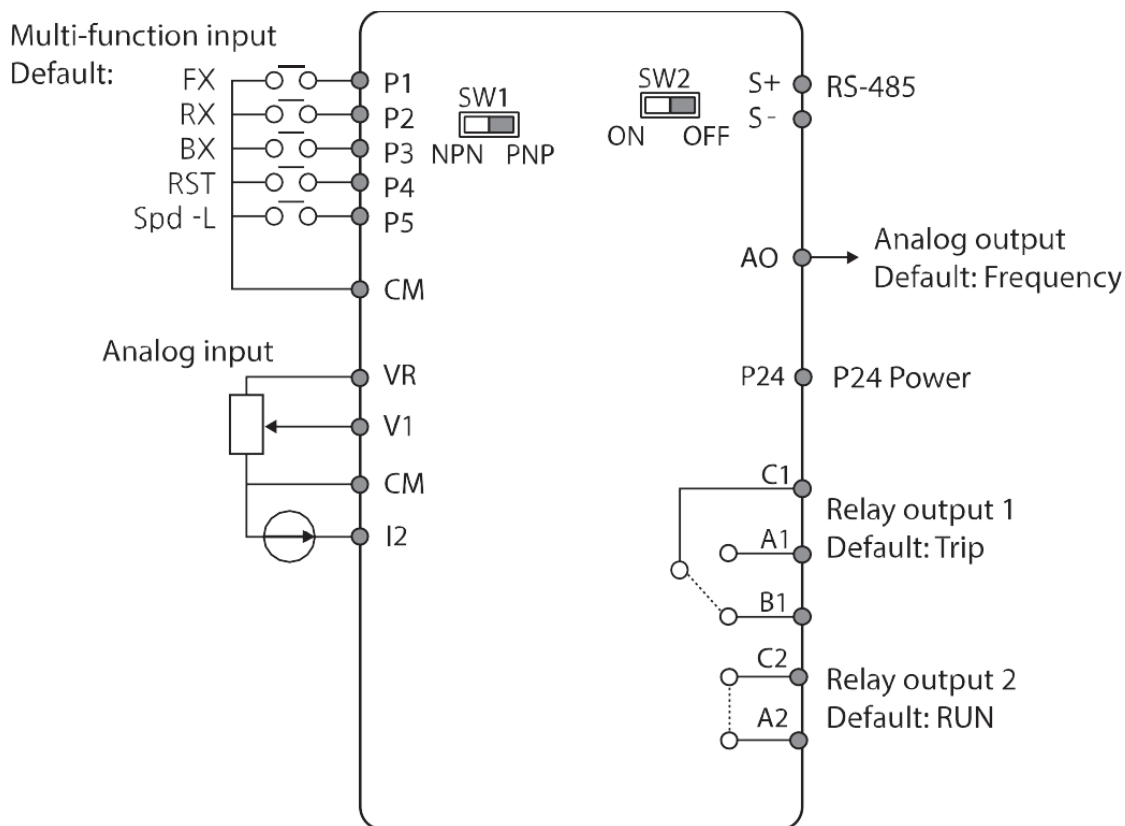 Multi-function input
Default:
FX
P1
RX
P2
BX
P3
RST
P4
Spd -L
P5
CM
SW1
NPN PNP
SW2
ON OFF
S+ RS-485
S-
AO
Analog output
Default: Frequency
Analog input
VR
V1
CM
I2
P24 P24 Power
C1
A1
B1
Relay output 1
Default: Trip
C2
A2
Relay output 2
Default: RUN